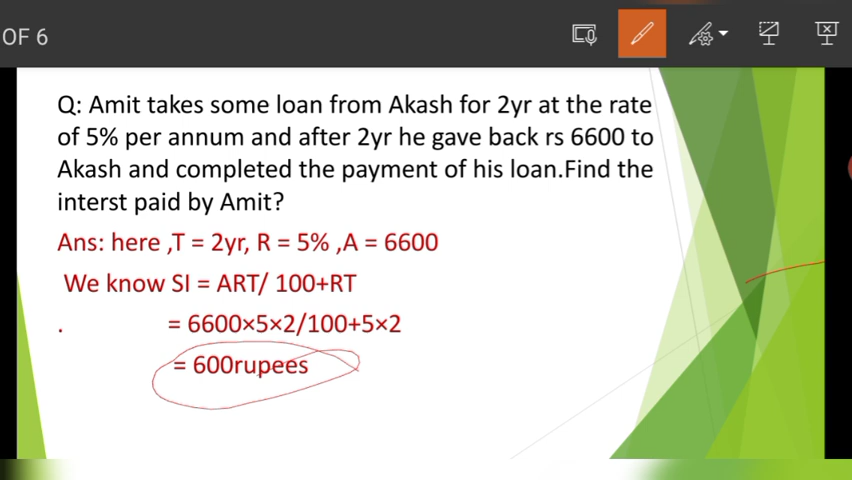 OF 6
Q: Amit takes some loan from Akash for 2yr at the rate
of 5% per annum and after 2yr he gave back rs 6600 to
Akash and completed the payment of his loan.Find the
interst paid by Amit?
Ans: here ,T = 2yr, R = 5% ,A = 6600
We know SI = ART/ 100+RT
. = 6600×5×2/100+5×2
= 600rupees